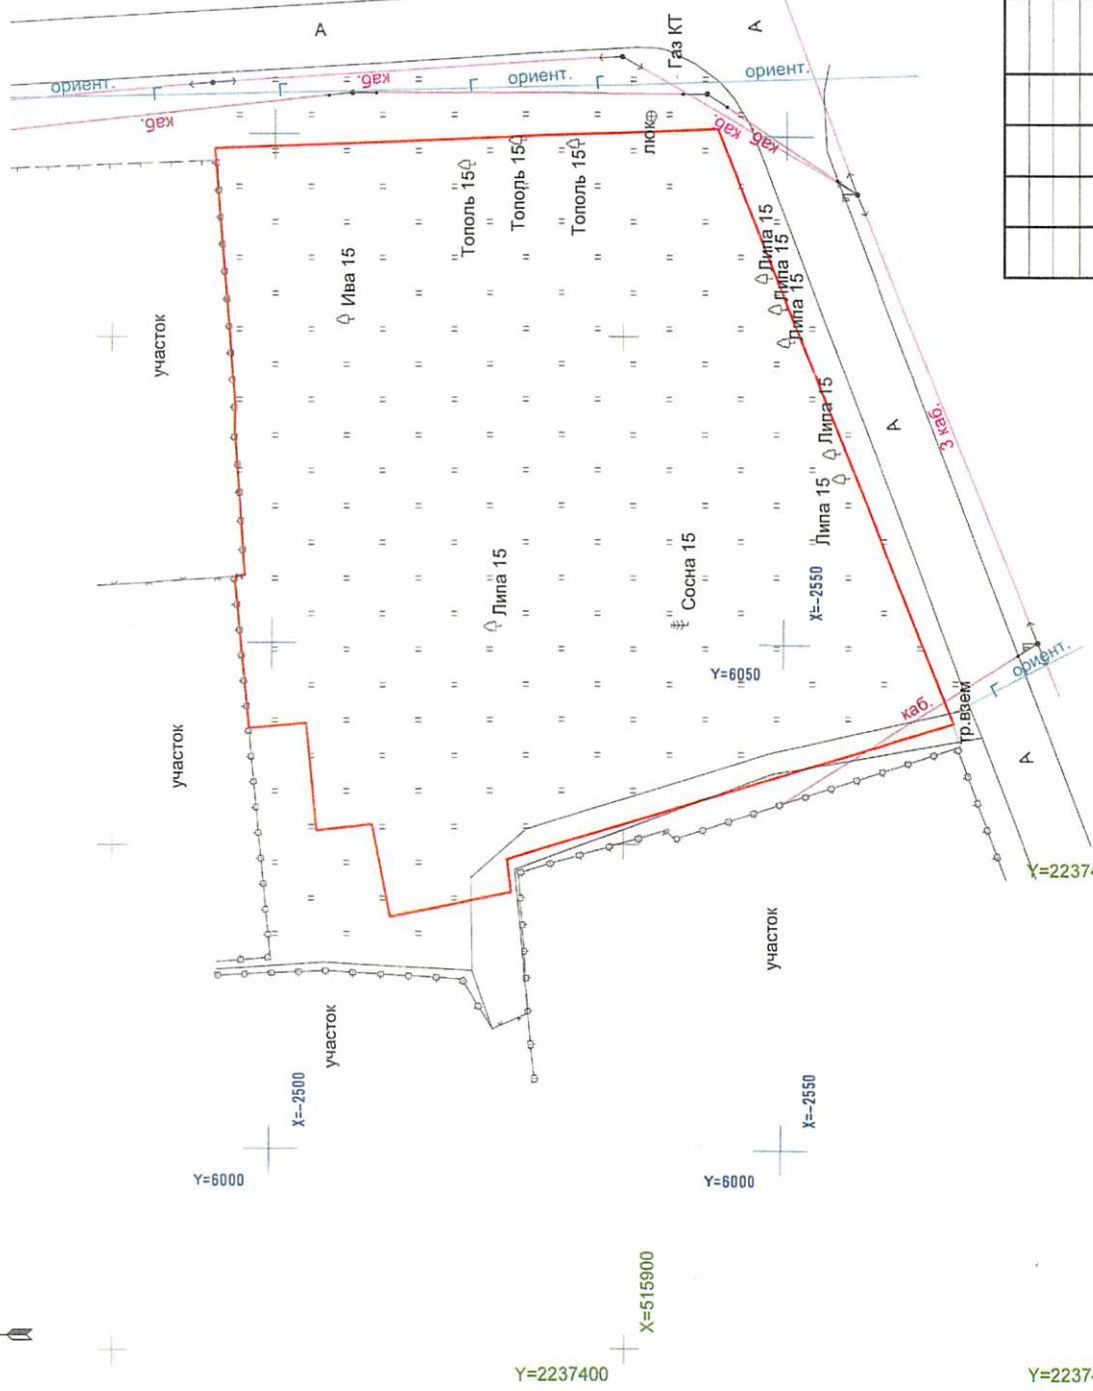 А
А
Газ КТ
ориент.
каб.
ориент.
ориент.
Г
Г
Г
Г
каб.
каб.
каб.
люк
Тополь 15
Тополь 15
Тополь 15
Липа 15
Липа 15
Липа 15
Ива 15
участок
Липа 15
3 каб.
А
Липа 15
Липа 15
Сосна 15
X=-2550
Y=6050
ориент.
Г
каб.
тр.взем
участок
А
Y=22374
участок
участок
X=-2500
X=-2550
Y=6000
Y=6000
X=515900
Y=2237400
Y=22374